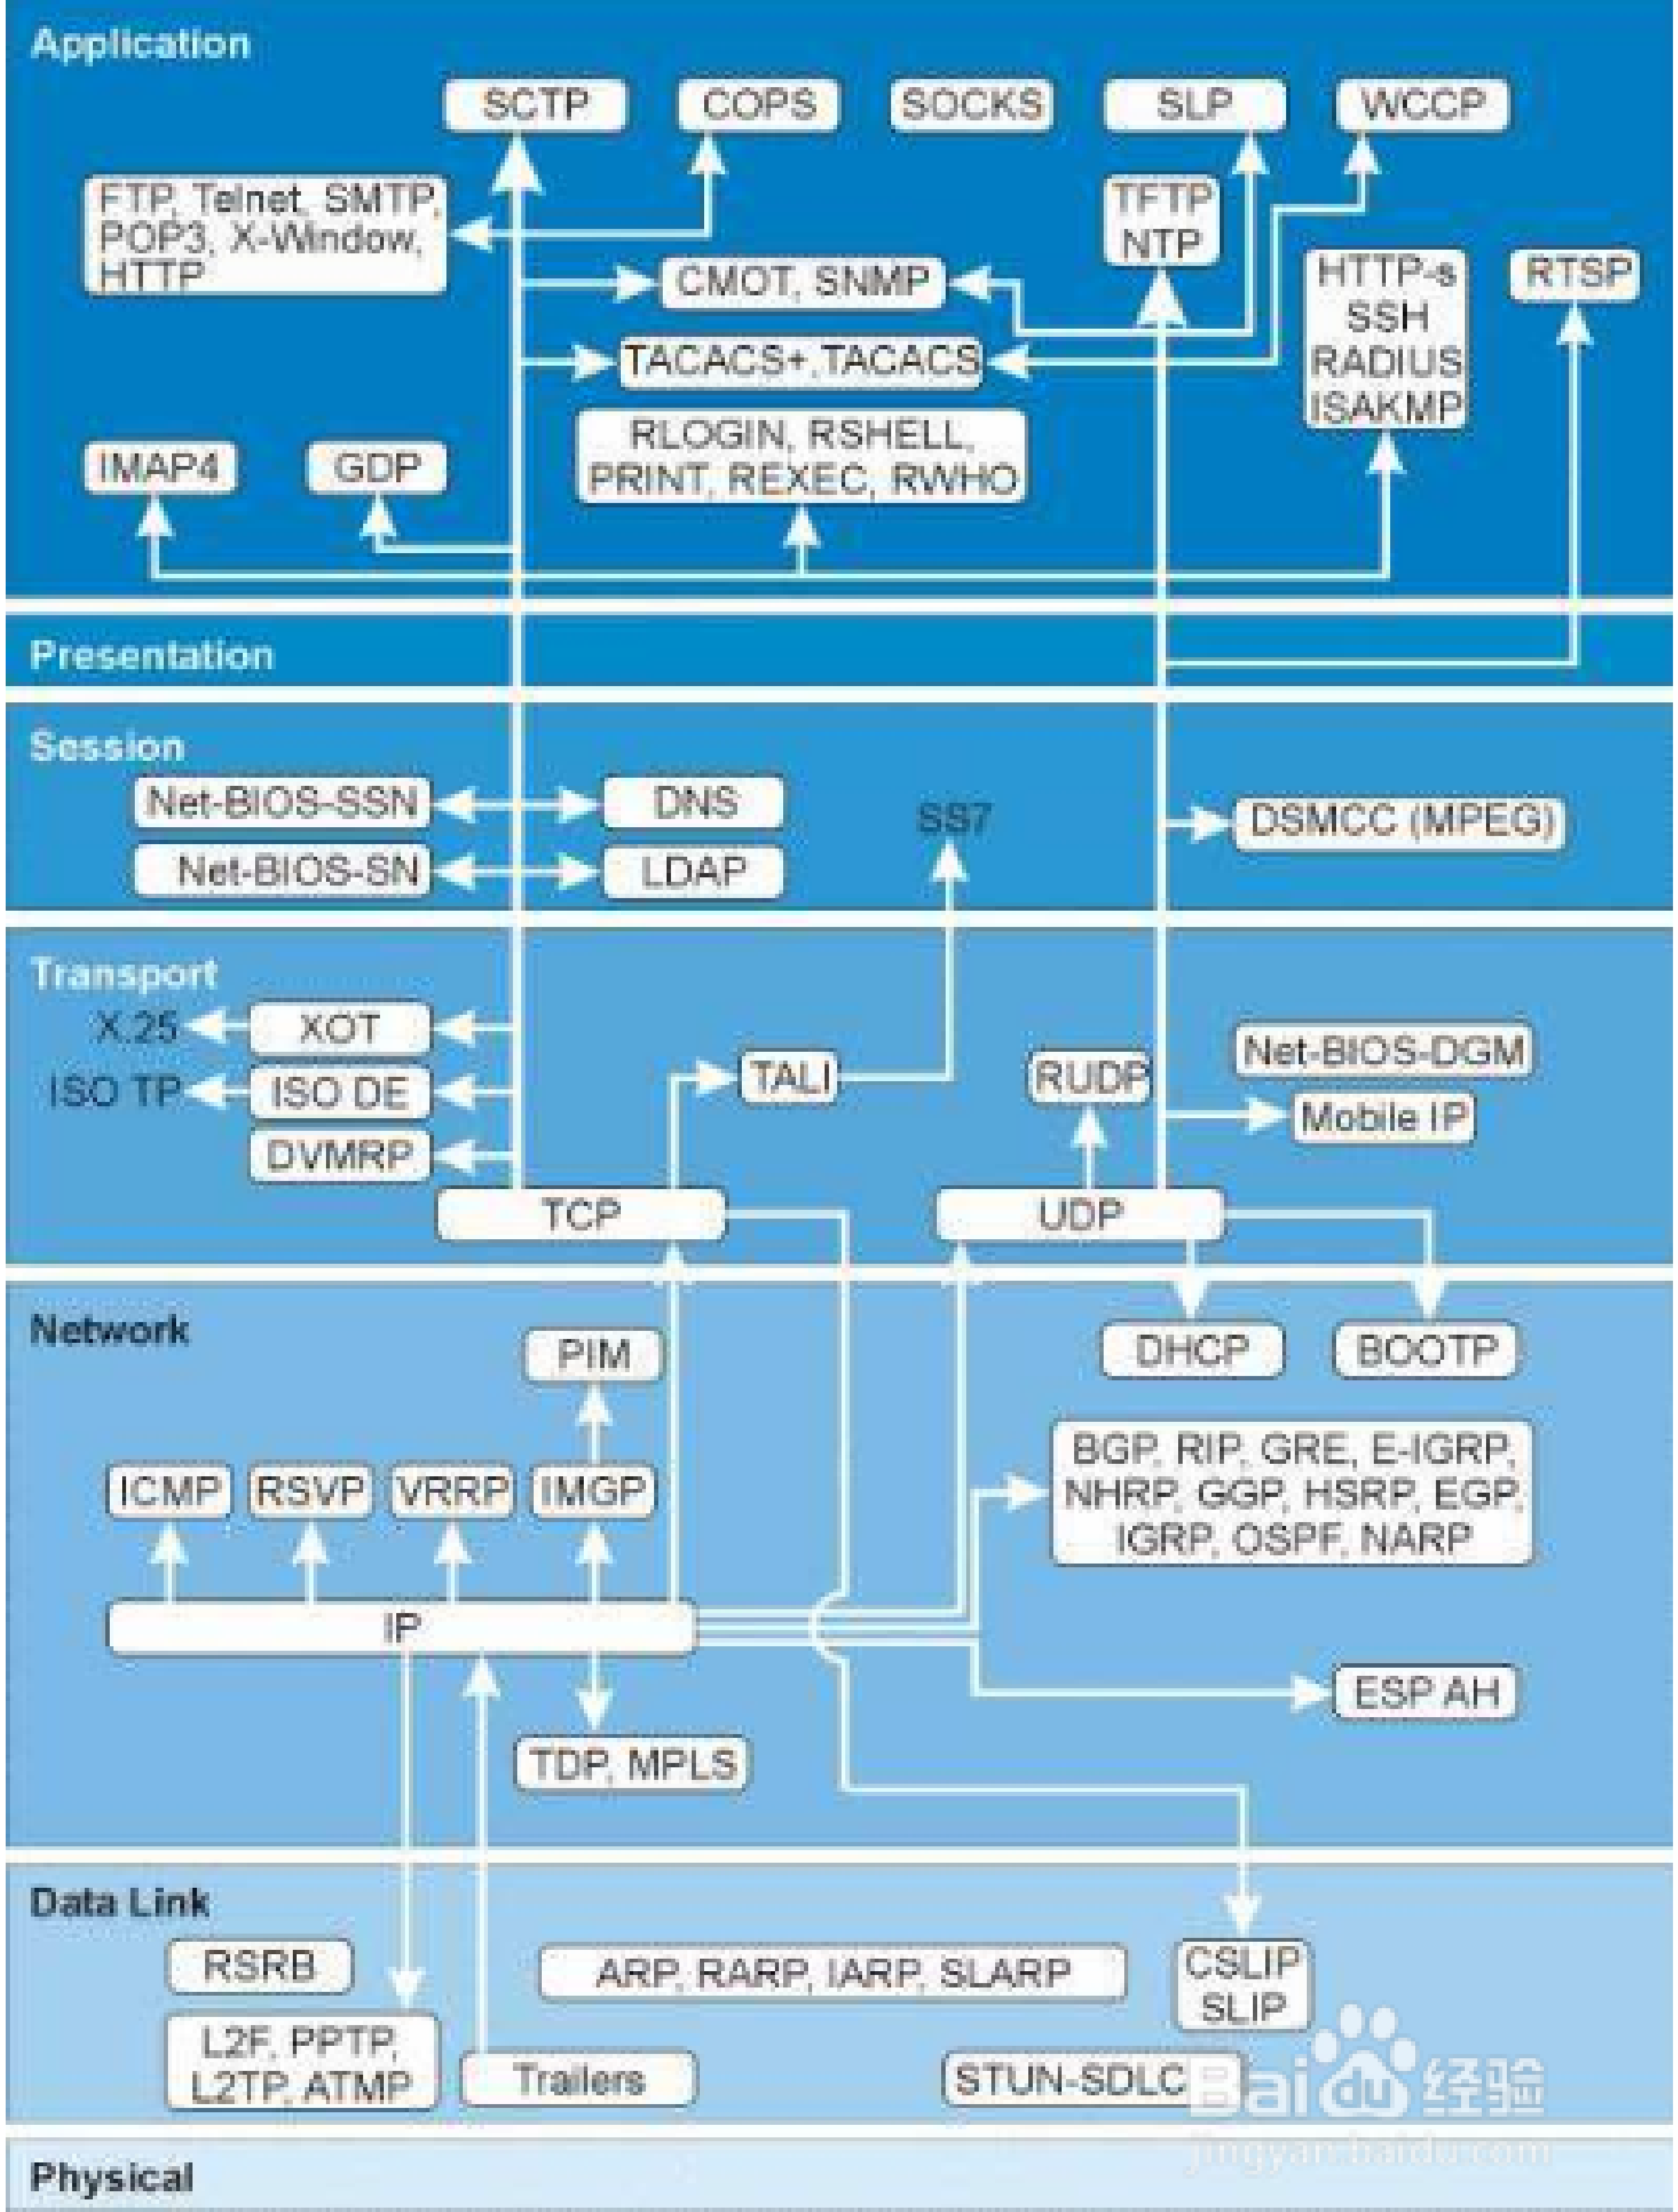 Application
SCTP
COPS
SOCKS
SLP
WCCP
FTP, Telnet, SMTP,
POP3, X-Window,
HTTP
TFTP
NTP
CMOT, SNMP
HTTP-s
SSH
RADIUS
ISAKMP
RTSP
TACACS+,TACACS
RLOGIN, RSHELL,
PRINT, REXEC, RWHO
IMAP4
GDP
Presentation
Session
Net-BIOS-SSN
DNS
SS7
DSMCC (MPEG)
Net-BIOS-SN
LDAP
Transport
X.25
XOT
ISO TP
ISO DE
DVMRP
TALI
RUDP
Net-BIOS-DGM
Mobile IP
TCP
UDP
Network
PIM
DHCP
BOOTP
ICMP
RSVP
VRRP
IMGP
BGP, RIP, GRE, E-IGRP,
NHRP, GGP, HSRP, EGP,
IGRP, OSPF, NARP
IP
ESP AH
TDP, MPLS
Data Link
RSRB
ARP, RARP, IARP, SLARP
CSLIP
SLIP
L2F, PPTP,
L2TP, ATMP
Trailers
STUN-SDLC
Baidu 经验
jingyan.baidu.com
Physical